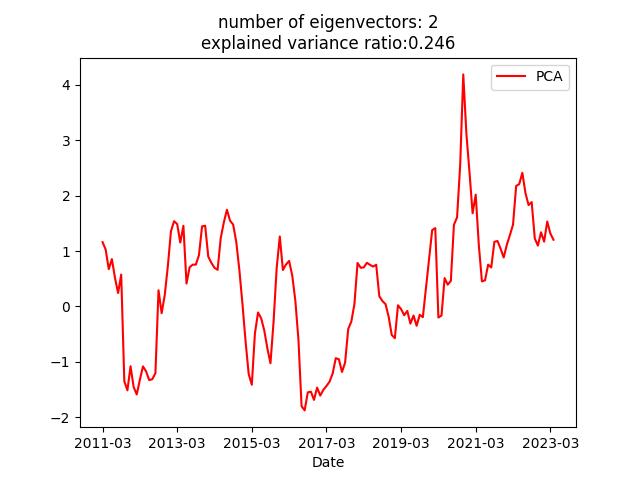 number of eigenvectors: 2
explained variance ratio:0.246
PCA
4
3
2
1
0
−1
−2
2011-03 2013-03 2015-03 2017-03 2019-03 2021-03 2023-03
Date